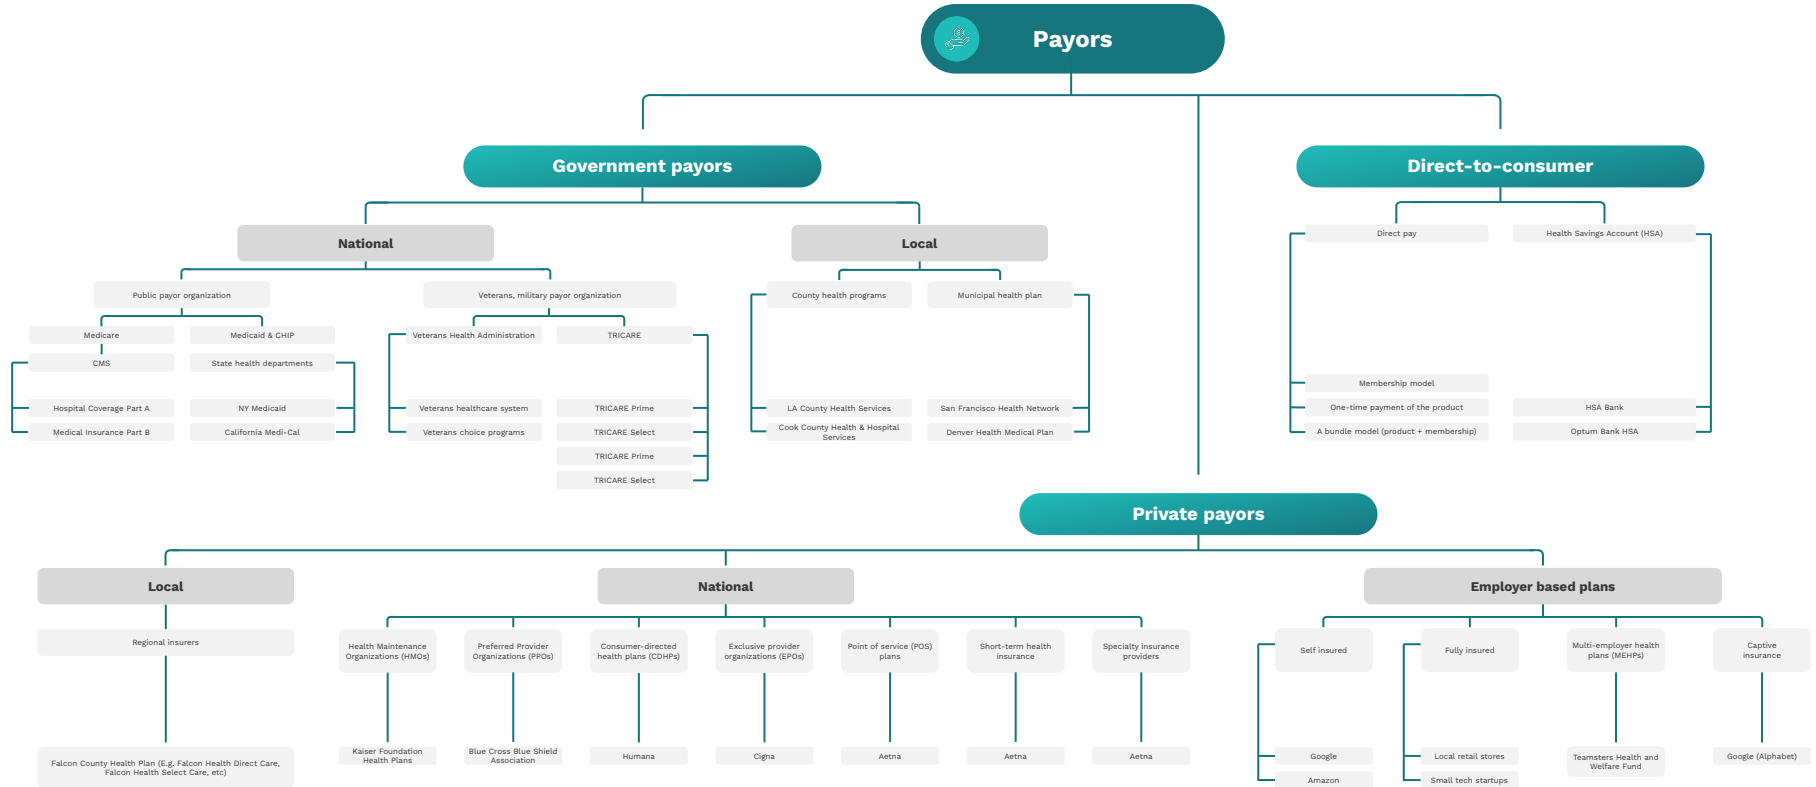 Payors
Government payors
Direct-to-consumer
National
Local
Direct pay
Health Savings Account (HSA)
Public payor organization
Veterans, military payor organization
County health programs
Municipal health plan
Medicare
Medicaid & CHIP
Veterans Health Administration
TRICARE
CMS
State health departments
Membership model
Hospital Coverage Part A
NY Medicaid
Veterans healthcare system
TRICARE Prime
LA County Health Services
San Francisco Health Network
One-time payment of the product
HSA Bank
Medical Insurance Part B
California Medi-Cal
Veterans choice programs
TRICARE Select
Cook County Health & Hospital
Services
Denver Health Medical Plan
A bundle model (product + membership)
Optum Bank HSA
TRICARE Prime
TRICARE Select
Private payors
Local
National
Employer based plans
Regional insurers
Health Maintenance
Organizations (HMOs)
Preferred Provider
Organizations (PPOs)
Consumer-directed
health plans (CDHPs)
Exclusive provider
organizations (EPOs)
Point of service (POS)
plans
Short-term health
insurance
Specialty insurance
providers
Self insured
Fully insured
Multi-employer health
plans (MEHPs)
Captive
insurance
Falcon County Health Plan (E.g. Falcon Health Direct Care,
Falcon Health Select Care, etc)
Kaiser Foundation
Health Plans
Blue Cross Blue Shield
Association
Humana
Cigna
Aetna
Aetna
Aetna
Google
Local retail stores
Teamsters Health and
Welfare Fund
Google (Alphabet)
Amazon
Small tech startups